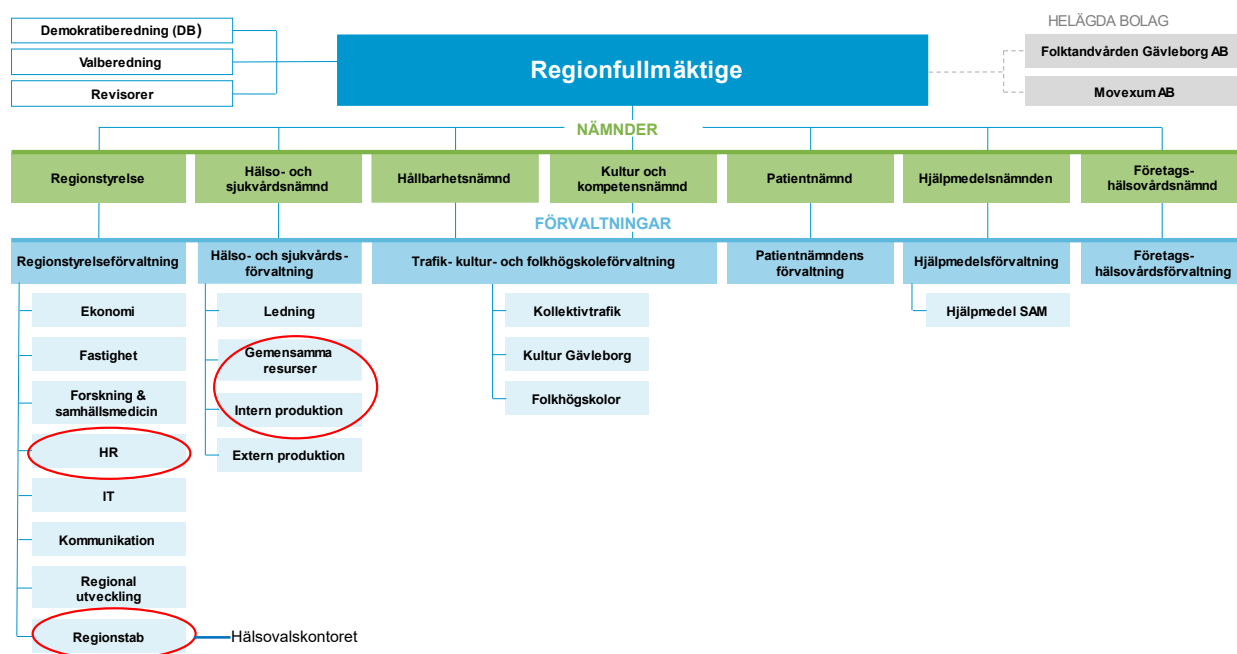 Demokratiberedning (DB)
Valberedning
Revisorer
Regionfullmäktige
HELÄGDA BOLAG
Folktandvården Gävleborg AB
Movexum AB
NÄMNDER
Regionstyrelse
Hälso- och
sjukvårdsnämnd
Hållbarhetsnämnd
Kultur och
kompetensnämnd
Patientnämnd
Hjälpmedelsnämnden
Företags-
hälsovårdsnämnd
FÖRVALTNINGAR
Regionstyrelseförvaltning
Hälso- och sjukvårds-
förvaltning
Trafik- kultur- och folkhögskoleförvaltning
Patientnämndens
förvaltning
Hjälpmedelsförvaltning
Företags-
hälsovårdsförvaltning
Ekonomi
Fastighet
Forskning &
samhällsmedicin
HR
IT
Kommunikation
Regional
utveckling
Regionstab
Hälsovalskontoret
Ledning
Gemensamma
resurser
Intern produktion
Extern produktion
Kollektivtrafik
Kultur Gävleborg
Folkhögskolor
Hjälpmedel SAM